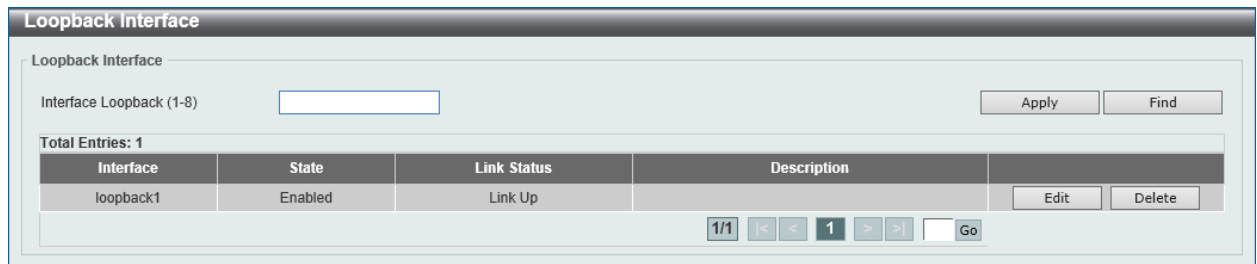 Loopback Interface
Loopback Interface
Interface Loopback (1-8)
Apply Find
Total Entries: 1
Interface State Link Status Description
loopback1 Enabled Link Up Edit Delete
1/1 |< < 1 > >| Go